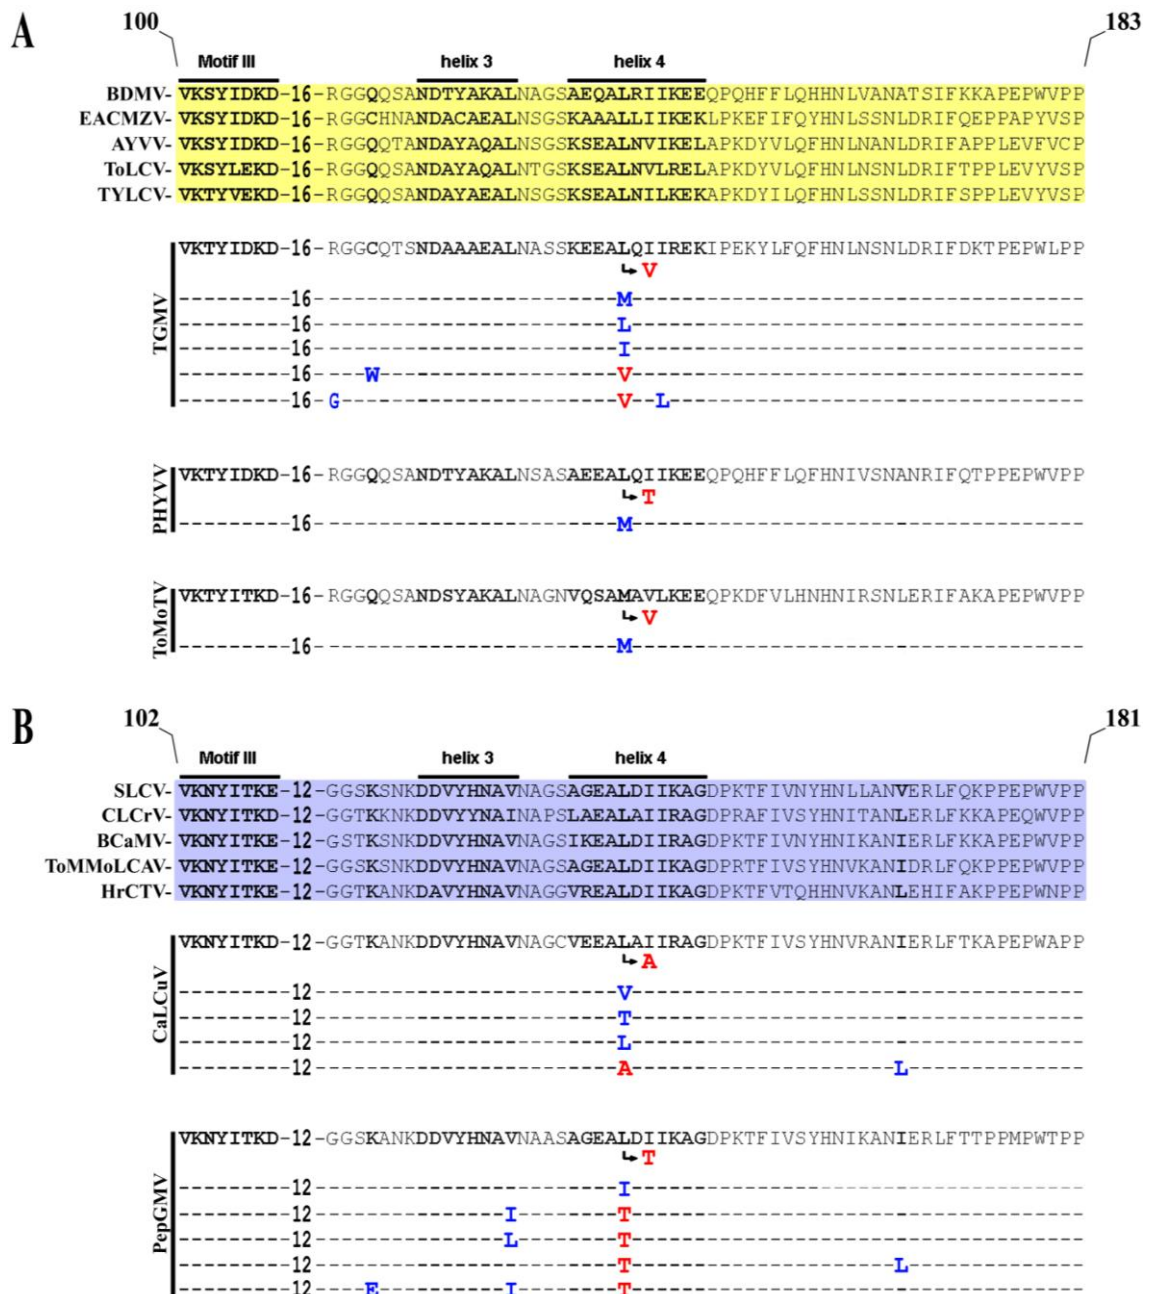 A
100 183
Motif III helix 3 helix 4
BDMV- VKSYIDKD-16-RGGQQSANDTYAKALNAGSAEQALRIIKEEQPQHFFLQHHNLVANATSIFKKAPEPWVPP
EACMZV- VKSYIDKD-16-RGGCHNANDACAEALNSGSKAAALLIIKEKLPKEFIFQYHNLSSNLDRIFQEPPAPYVSP
AYVV- VKSYIDKD-16-RGGQQTANDAYAQALNSGSKSEALNVIKELAPKDYVLQFHNLNANLDRIFAPPLEVFVCP
ToLCV- VKSYLEKD-16-RGGQQSANDAYAQALNTGSKSEALNVLRELAPKDYVLQFHNLNSNLDRIFTPPLEVYVSP
TYLCV- VKTYVEKD-16-RGGQQSANDAYAEALNSGSKSEALNILKELAPKDYILQFHNLSSNLDRIFSPPLEVYVSP
TGMV
VKTYIDKD-16-RGGCQTSNDAAAEALNASSKEEALQIIREKIPEKYLFQFHNLNSNLDRIFDKTPEPWLPP
V
16 M
16 L
16 I
16 W V
16 G V L
PHYVV
VKTYIDKD-16-RGGQQSANDTYAKALNSASAEEALQIIKEEQPQHFFLQFHNIVSNANRIFQTPPEPWVPP
T
16 M
ToMoTV
VKTYITKD-16-RGGQQSANDSYAKALNAGNVQSAMAVLKEEQPKDFVLHNHNIRSNLERIFAKAPEPWVPP
V
16 M
B
102 181
Motif III helix 3 helix 4
SLCV- VKNYITKE-12-GGSKSNKDDVYHNAVNAGSAGEALDIIKAGDPKTFIVNYHNLLANVERLFQKPPEPWVPP
CLCrV- VKNYITKD-12-GGTKKNKDDVYYNAINAPSLAEALAIIRAGDPRAFIVSYHNITANLERLFKKAPEQWVPP
BCaMV- VKNYITKE-12-GSTKSNKDDVYHNAVNAPSIKEALDIIKAGDPKTFIVSYHNIKANIERLFKKPPEPWVPP
ToMMoLCAV- VKNYITKE-12-GGTKSNKDDVYHNAVNAGSAGEALDIIKAGDPRTFIVSYHNIKANIDRLFQKPPEPWVPP
HrCTV- VKNYITKE-12-GGTKANKDAVYHNAVNAGGVREALDIIKAGDPKTFVTQHHNVKANLEHIFAKPPEPWNPP
CaLCuV
VKNYITKD-12-GGTKANKDDVYHNAVNAGCVEEALAIIRAGDPKTFIVSYHNVRANIERLFTKAPEPWAPP
A
12 V
12 T
12 L
12 A L
PepGMV
VKNYITKD-12-GGSKANKDDVYHNAVNAASAGEALDIIKAGDPKTFIVSYHNIKANIERLFTTPPMPWTPP
T
12 I
12 I T
12 L T
12 T L